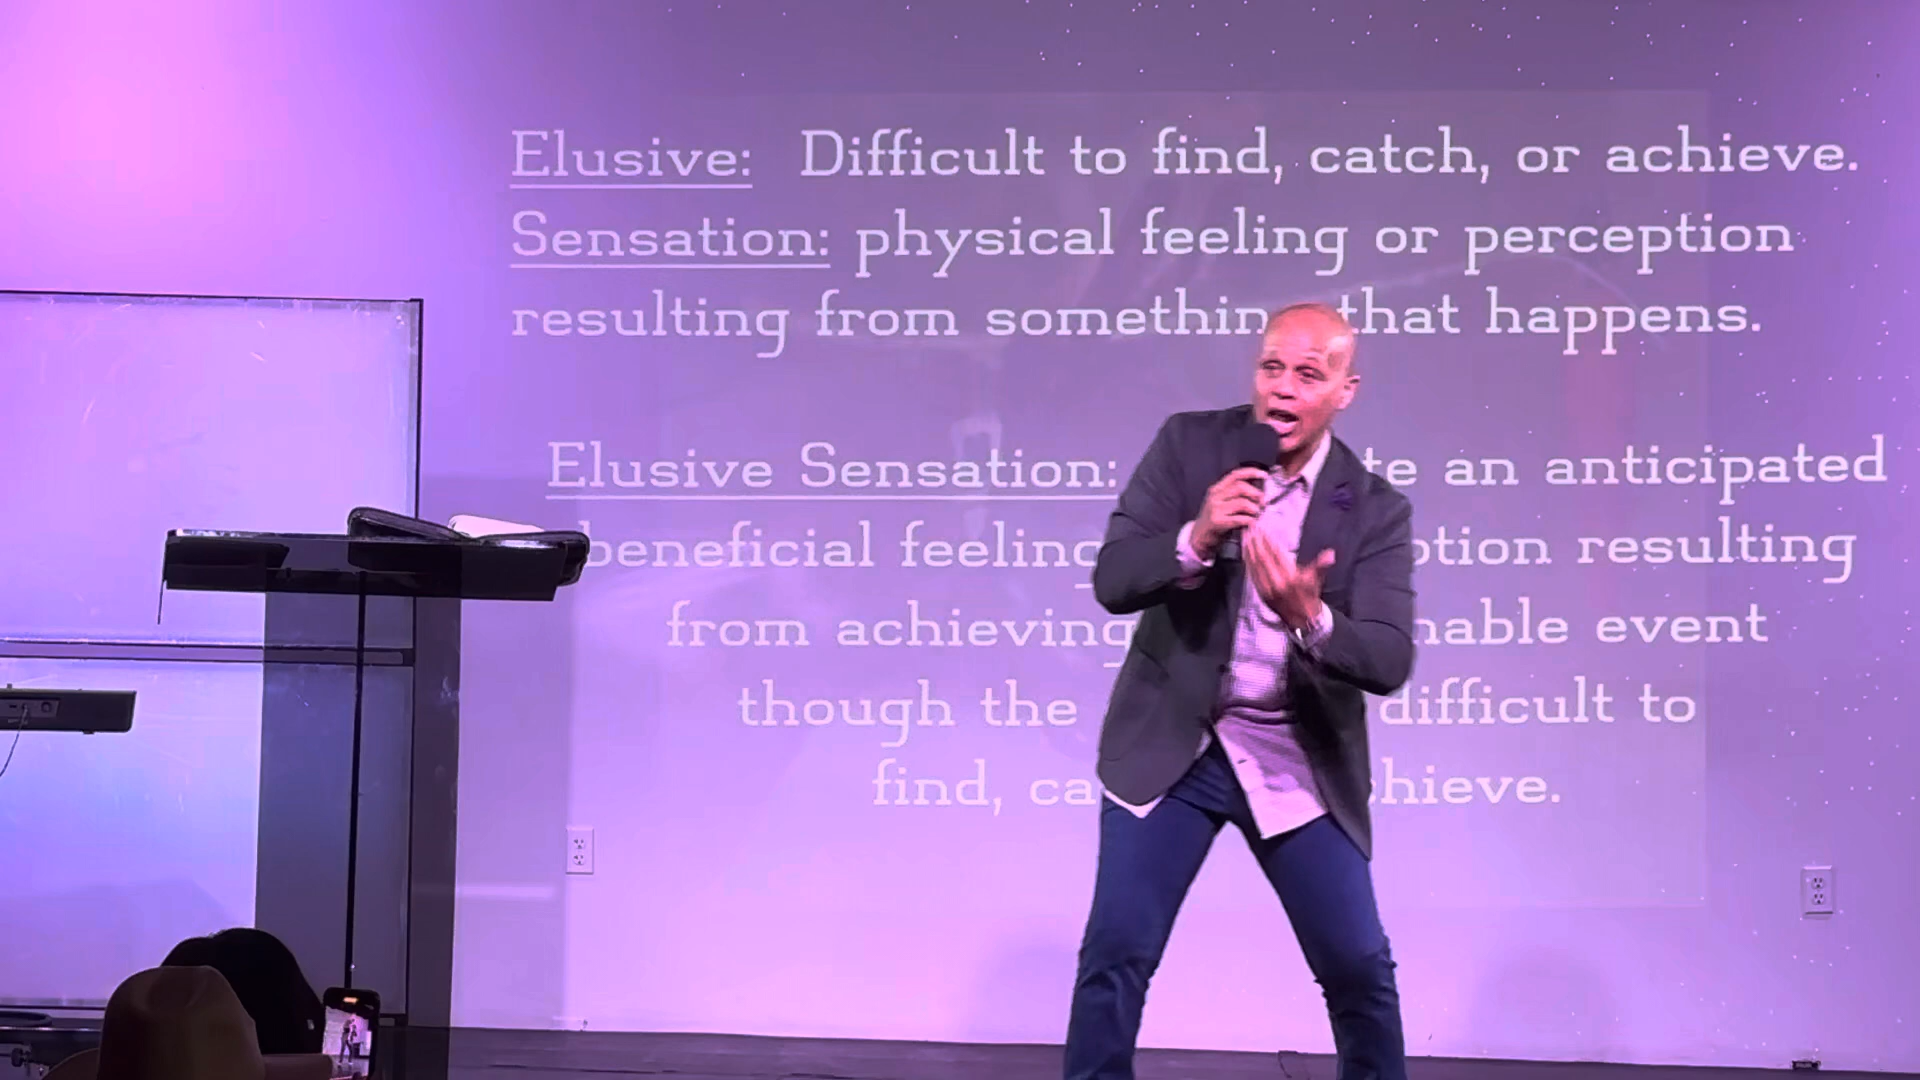 Elusive: Difficult to find, catch, or achieve.
Sensation: physical feeling or perception
resulting from something that happens.
Elusive Sensation: an anticipated
beneficial feeling resulting
from achieving event
though the difficult to
find,